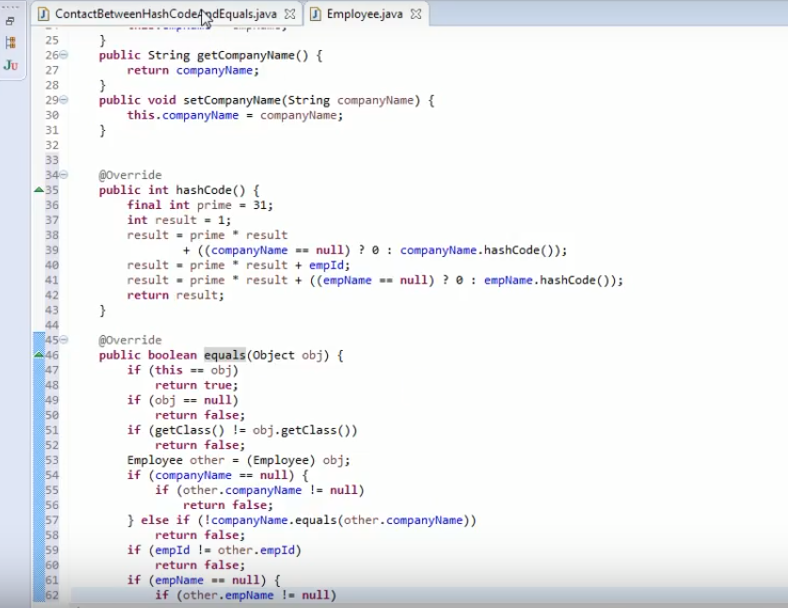 ContactBetweenHashCodeAndEquals.java Employee.java
25 }
26 public String getCompanyName() {
27 return companyName;
28 }
29 public void setCompanyName(String companyName) {
30 this.companyName = companyName;
31 }
32
33
34 @Override
35 public int hashCode() {
36 final int prime = 31;
37 int result = 1;
38 result = prime * result
39 + ((companyName == null) ? 0 : companyName.hashCode());
40 result = prime * result + empId;
41 result = prime * result + ((empName == null) ? 0 : empName.hashCode());
42 return result;
43 }
44
45 @Override
46 public boolean equals(Object obj) {
47 if (this == obj)
48 return true;
49 if (obj == null)
50 return false;
51 if (getClass() != obj.getClass())
52 return false;
53 Employee other = (Employee) obj;
54 if (companyName == null) {
55 if (other.companyName != null)
56 return false;
57 } else if (!companyName.equals(other.companyName))
58 return false;
59 if (empId != other.empId)
60 return false;
61 if (empName == null) {
62 if (other.empName != null)
Ju